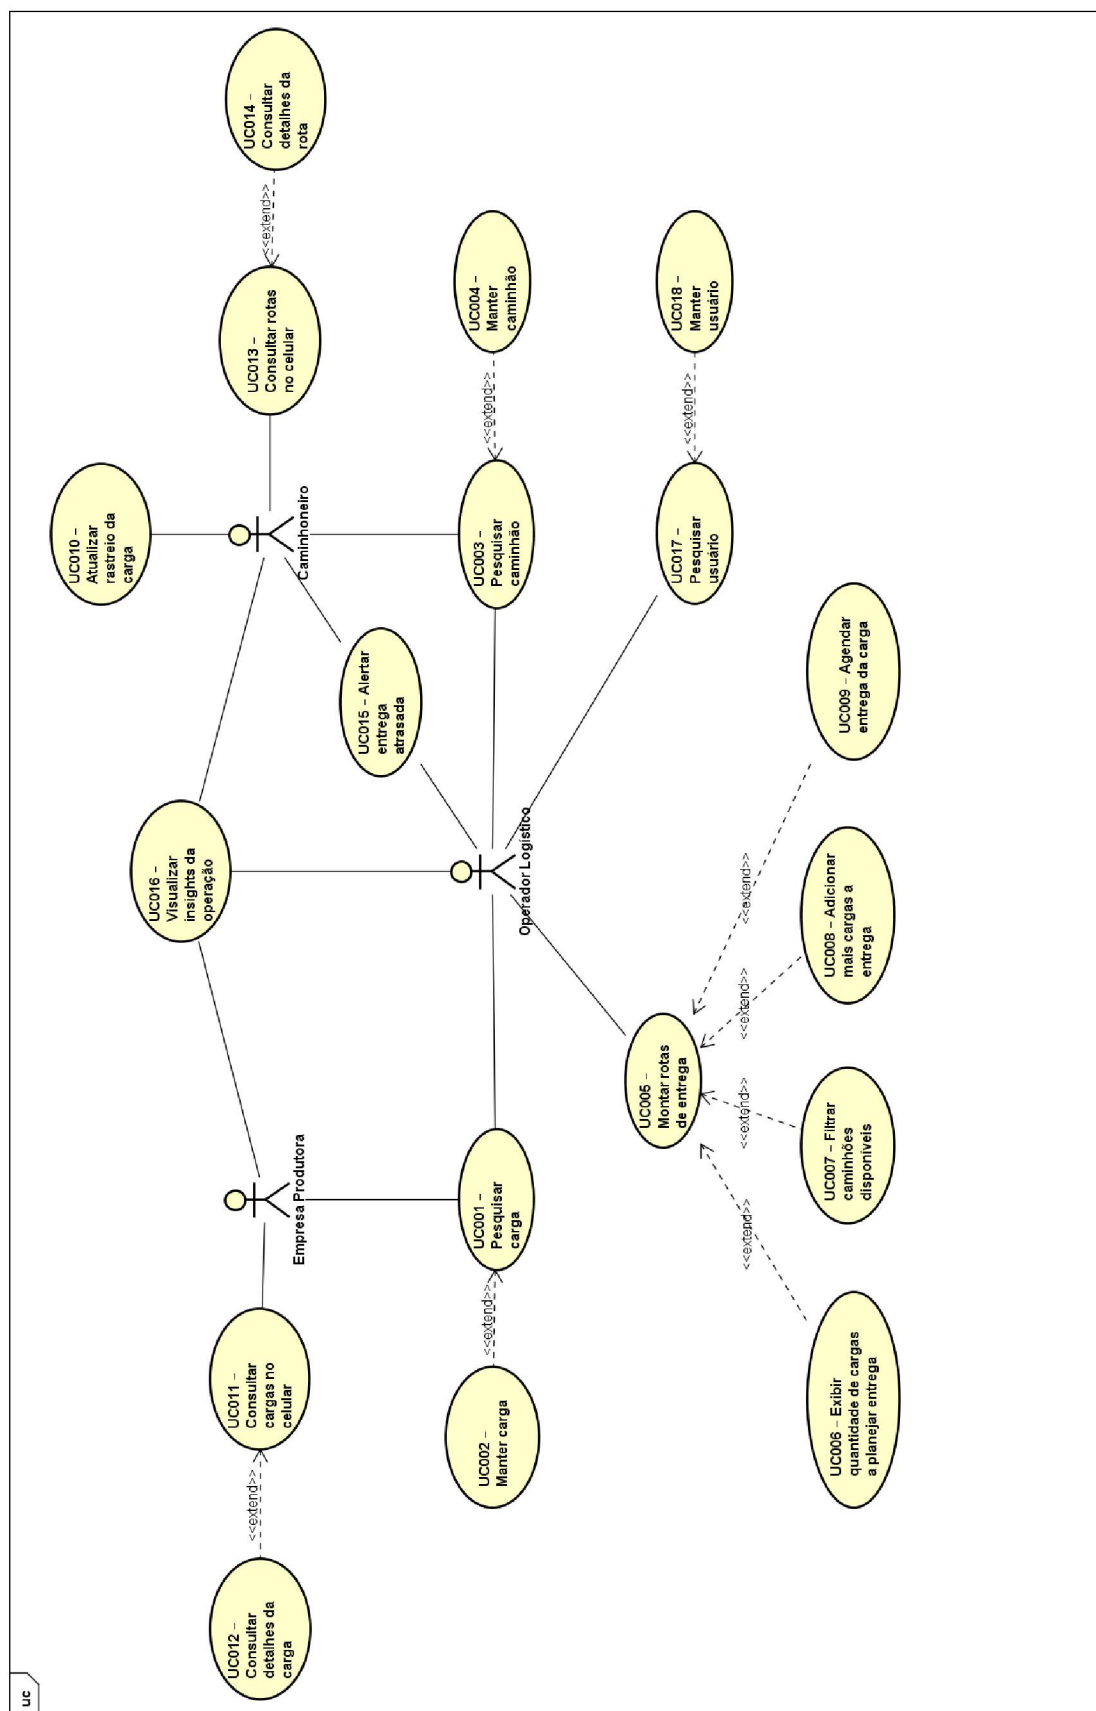 uc
UC010 –
Atualizar
rastreio da
carga
UC016 –
Visualizar
insights da
operação
UC012 –
Consultar
detalhes da
carga
<<extend>>
UC011 –
Consultar
cargas no
celular
Empresa Produtora
Caminhoneiro
UC013 –
Consultar rotas
no celular
<<extend>>
UC014 –
Consultar
detalhes da
rota
UC015 – Alertar
entrega
atrasada
UC002 –
Manter carga
<<extend>>
UC001 –
Pesquisar
carga
Operador Logístico
UC003 –
Pesquisar
caminhão
<<extend>>
UC004 –
Manter
caminhão
UC005 –
Montar rotas
de entrega
UC017 –
Pesquisar
usuário
<<extend>>
UC018 –
Manter
usuário
<<extend>>
<<extend>>
<<extend>>
<<extend>>
UC006 – Exibir
quantidade de cargas
a planejar entrega
UC007 – Filtrar
caminhões
disponíveis
UC008 – Adicionar
mais cargas a
entrega
UC009 – Agendar
entrega da carga